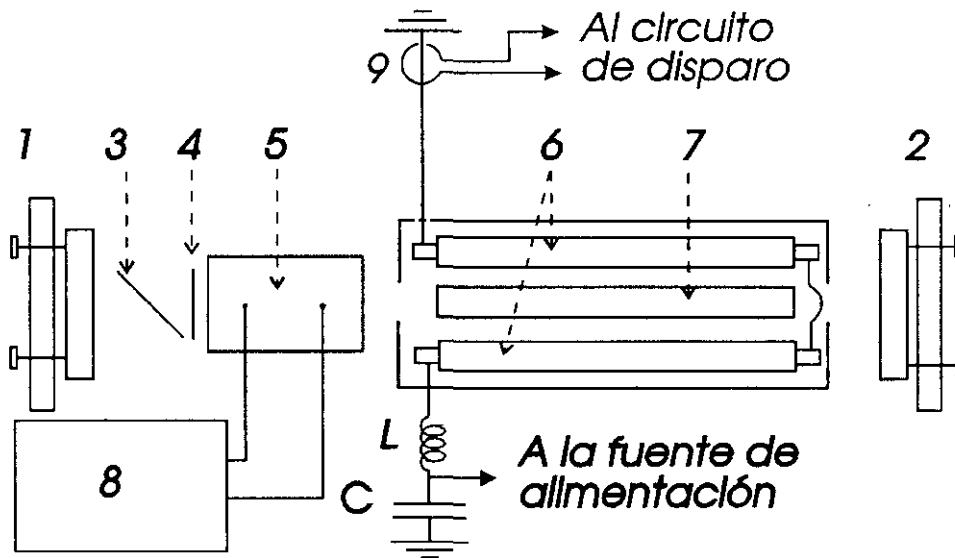 Al circuito
de disparo
9
1
3
4
5
6
7
2
L
C
A la fuente de
alimentación
8